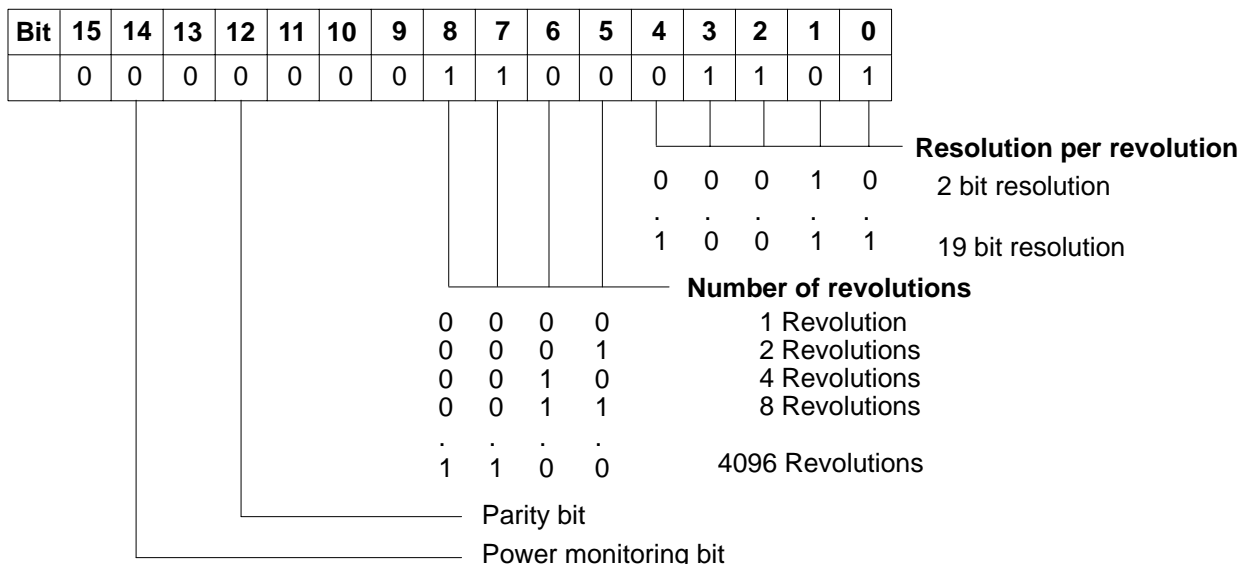 Bit 15 14 13 12 11 10 9 8 7 6 5 4 3 2 1 0
0 0 0 0 0 0 0 1 1 0 0 0 1 1 0 1
Resolution per revolution
0 0 0 1 0 2 bit resolution
. . . . .
1 0 0 1 1 19 bit resolution
Number of revolutions
0 0 0 0 1 Revolution
0 0 0 1 2 Revolutions
0 0 1 0 4 Revolutions
0 0 1 1 8 Revolutions
. . . .
1 1 0 0 4096 Revolutions
Parity bit
Power monitoring bit